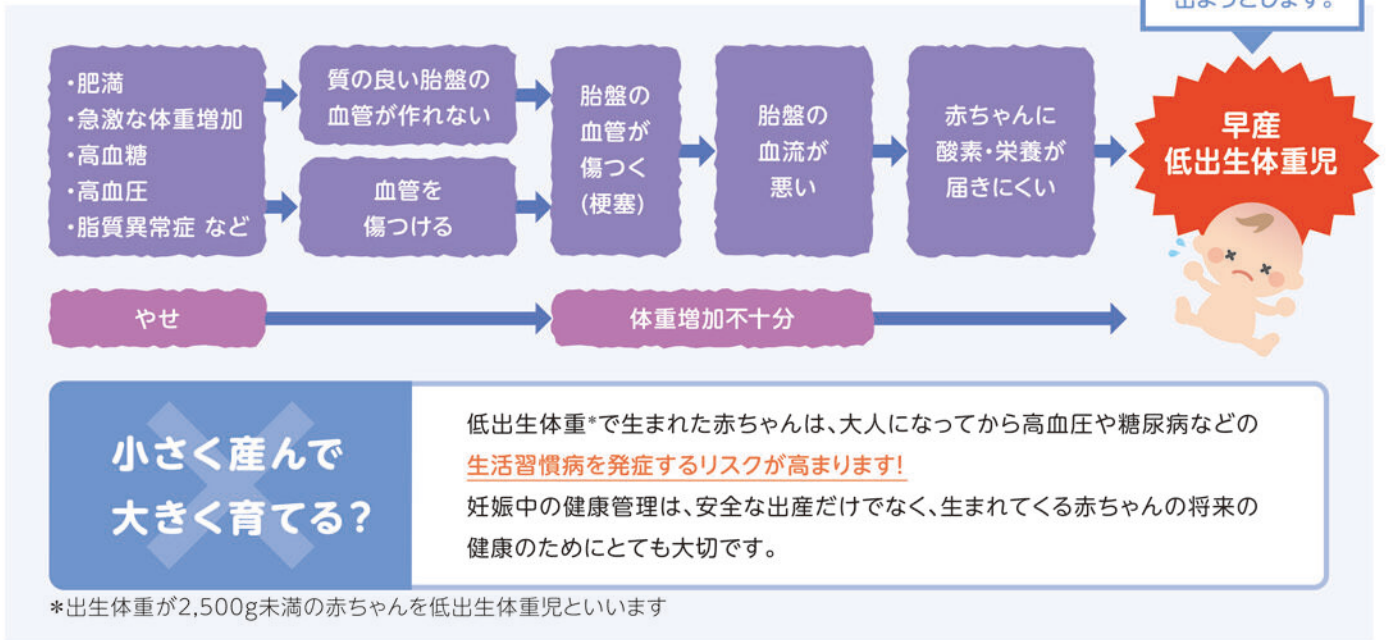 出ようとします。
・肥満
・急激な体重増加
・高血糖
・高血圧
・脂質異常症 など
質の良い胎盤の
血管が作れない
血管を
傷つける
胎盤の
血管が
傷つく
(梗塞)
胎盤の
血流が
悪い
赤ちゃんに
酸素・栄養が
届きにくい
早産
低出生体重児
やせ
体重増加不十分
小さく産んで
大きく育てる?
低出生体重*で生まれた赤ちゃんは、大人になってから高血圧や糖尿病などの
生活習慣病を発症するリスクが高まります!
妊娠中の健康管理は、安全な出産だけでなく、生まれてくる赤ちゃんの将来の
健康のためにとても大切です。
*出生体重が2,500g未満の赤ちゃんを低出生体重児といいます